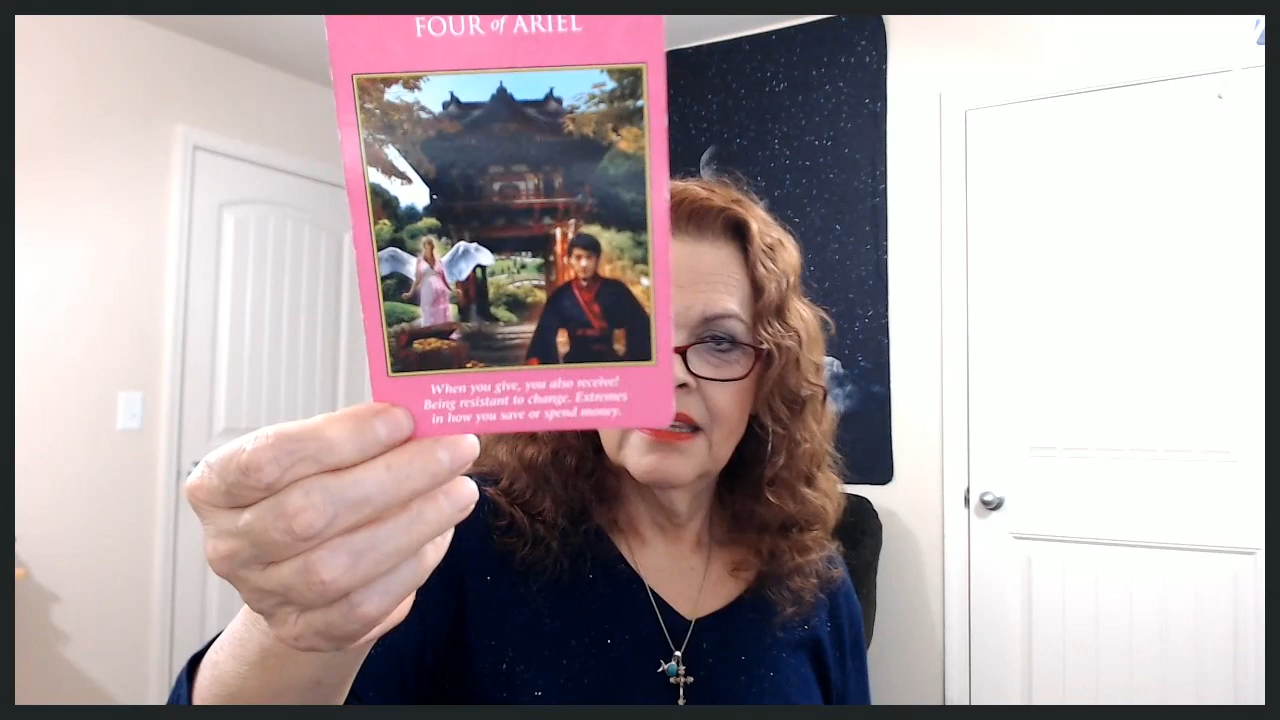 FOUR of ARIEL
When you give, you also receive!
Being resistant to change. Extremes
in how you save or spend money.